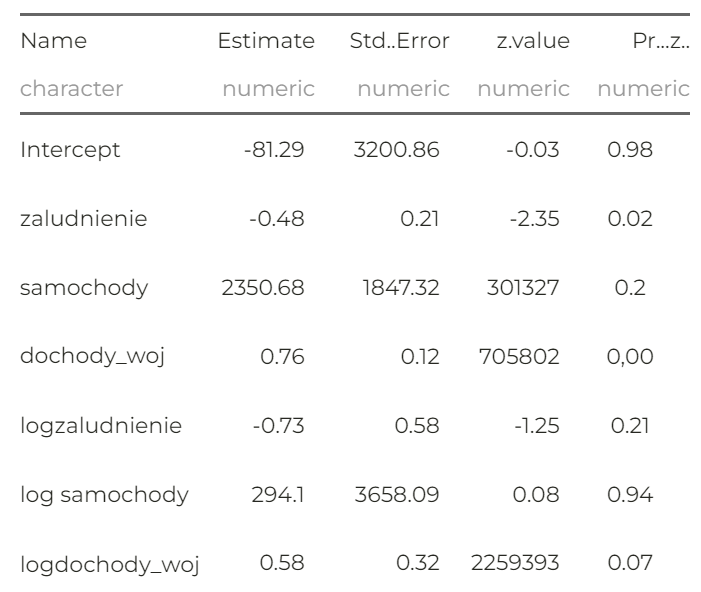 Name Estimate Std..Error z.value Pr...z..
character numeric numeric numeric numeric
Intercept -81.29 3200.86 -0.03 0.98
zaludnienie -0.48 0.21 -2.35 0.02
samochody 2350.68 1847.32 301327 0.2
dochody_woj 0.76 0.12 705802 0,00
logzaludnienie -0.73 0.58 -1.25 0.21
log samochody 294.1 3658.09 0.08 0.94
logdochody_woj 0.58 0.32 2259393 0.07